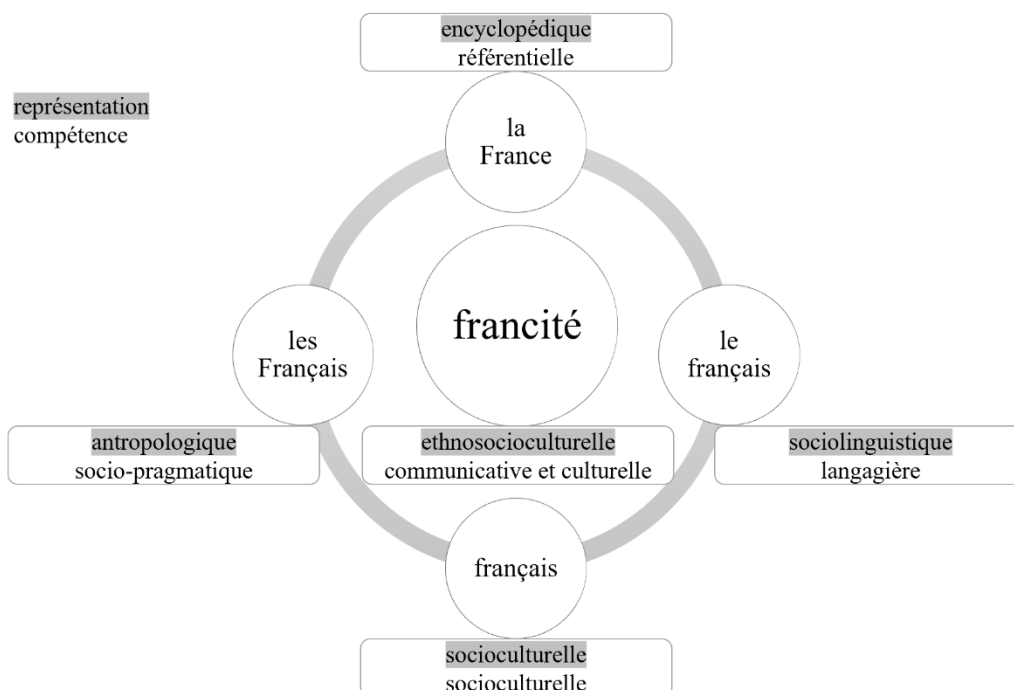 encyclopédique
référentielle
représentation
compétence
la
France
francité
les
Français
le
français
antropologique
socio-pragmatique
ethnosocioculturelle
communicative et culturelle
sociolinguistique
langagière
français
socioculturelle
socioculturelle